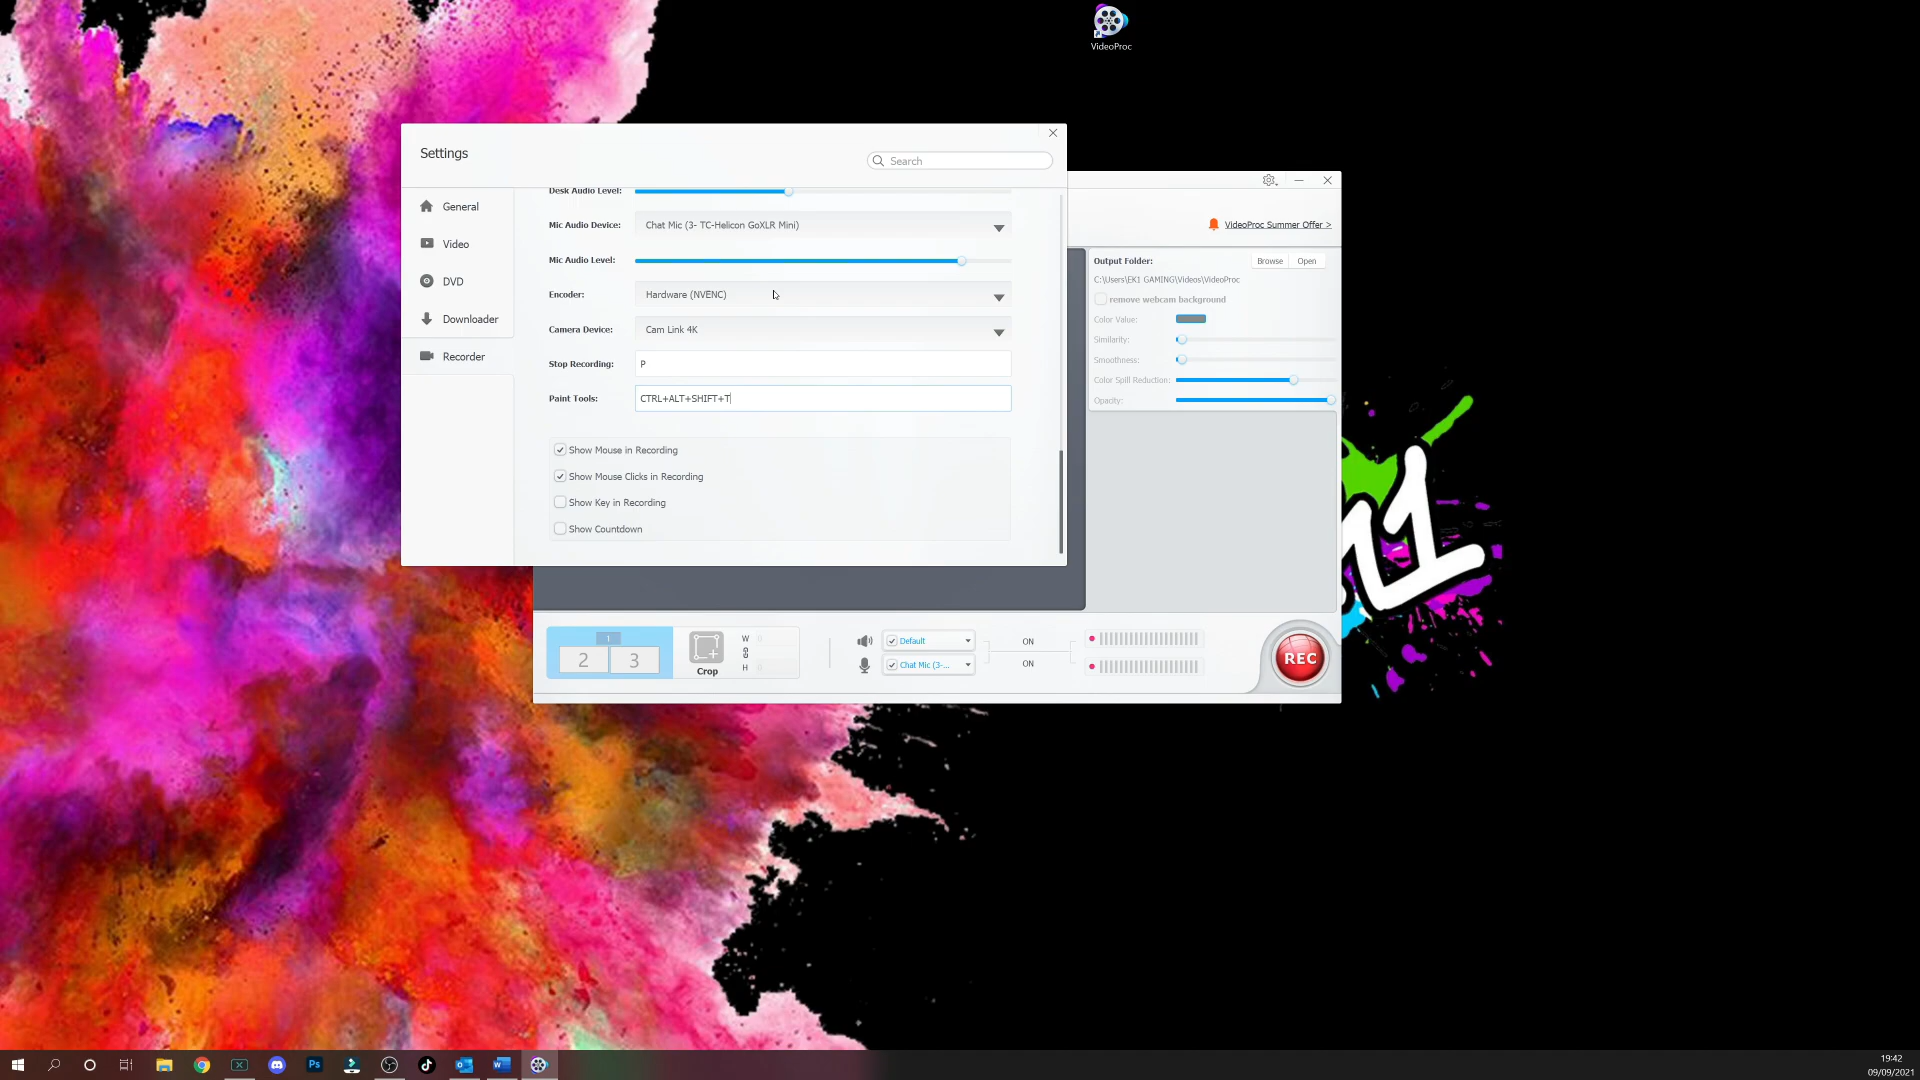 VideoProc
Settings
Search
General
Video
DVD
Downloader
Recorder
Desk Audio Level:
Mic Audio Device: Chat Mic (3- TC-Helicon GoXLR Mini)
Mic Audio Level:
Encoder: Hardware (NVENC)
Camera Device: Cam Link 4K
Stop Recording: P
Paint Tools: CTRL+ALT+SHIFT+T
Show Mouse in Recording
Show Mouse Clicks in Recording
Show Key in Recording
Show Countdown
VideoProc Summer Offer >
Output Folder: Browse Open
C:\Users\EK1 GAMING\Videos\VideoProc
remove webcam background
Color Value:
Similarity:
Smoothness:
Color Spill Reduction:
Opacity:
1
2 3
Crop
W
H
Default
Chat Mic (3-...
ON
ON
REC
Ps
W
19:42
09/09/2021